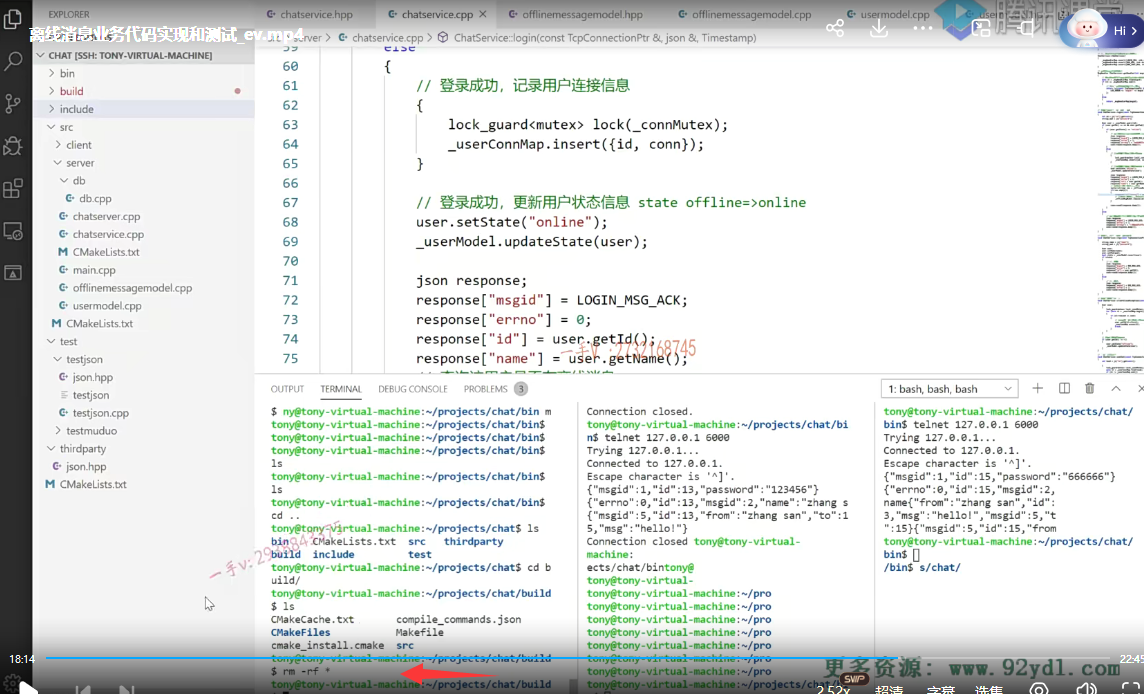 EXPLORER
离线消息业务代码实现和测试_ev.mp4
CHAT [SSH: TONY-VIRTUAL-MACHINE]
bin
build
include
src
client
server
db
db.cpp
chatserver.cpp
chatservice.cpp
CMakeLists.txt
main.cpp
offlinemessagemodel.cpp
usermodel.cpp
CMakeLists.txt
test
testjson
json.hpp
testjson
testjson.cpp
testmuduo
thirdparty
json.hpp
CMakeLists.txt
chatservice.hpp
chatservice.cpp
offlinemessagemodel.hpp
offlinemessagemodel.cpp
usermodel.cpp
server > chatservice.cpp > ChatService::login(const TcpConnectionPtr &, json &, Timestamp)
Hi >
59 else
60 {
61 // 登录成功，记录用户连接信息
62 {
63 lock_guard<mutex> lock(_connMutex);
64 _userConnMap.insert({id, conn});
65 }
66
67 // 登录成功，更新用户状态信息 state offline=>online
68 user.setState("online");
69 _userModel.updateState(user);
70
71 json response;
72 response["msgid"] = LOGIN_MSG_ACK;
73 response["errno"] = 0;
74 response["id"] = user.getId();
75 response["name"] = user.getName();
一手V:2732168745
OUTPUT TERMINAL DEBUG CONSOLE PROBLEMS 3
1: bash, bash, bash
$ ny@tony-virtual-machine:~/projects/chat/bin m
tony@tony-virtual-machine:~/projects/chat/bin$
tony@tony-virtual-machine:~/projects/chat/bin$
tony@tony-virtual-machine:~/projects/chat/bin$
ls
tony@tony-virtual-machine:~/projects/chat/bin$
ls
tony@tony-virtual-machine:~/projects/chat/bin$
cd ..
tony@tony-virtual-machine:~/projects/chat$ ls
bin CMakeLists.txt src thirdparty
build include test
tony@tony-virtual-machine:~/projects/chat$ cd b
uild/
tony@tony-virtual-machine:~/projects/chat/build
$ ls
CMakeCache.txt compile_commands.json
CMakeFiles Makefile
cmake_install.cmake src
tony@tony-virtual-machine:~/projects/chat/build
$ rm -rf *
Connection closed.
tony@tony-virtual-machine:~/projects/chat/bi
n$ telnet 127.0.0.1 6000
Trying 127.0.0.1...
Connected to 127.0.0.1.
Escape character is '^]'.
{"msgid":1,"id":13,"password":"123456"}
{"errno":0,"id":13,"msgid":2,"name":"zhang s
{"msgid":5,"id":13,"from":"zhang san","to":1
5,"msg":"hello!"}
Connection closed tony@tony-virtual-
machine:
ects/chat/bintony@
tony@tony-virtual-
tony@tony-virtual-machine:~/pro
tony@tony-virtual-machine:~/pro
tony@tony-virtual-machine:~/pro
tony@tony-virtual-machine:~/pro
tony@tony-virtual-machine:~/pro
tony@tony-virtual-machine:~/pro
tony@tony-virtual-machine:~/projects/chat/
tony@tony-virtual-machine:~/projects/chat/
bin$ telnet 127.0.0.1 6000
Trying 127.0.0.1...
Connected to 127.0.0.1.
Escape character is '^]'.
{"msgid":1,"id":15,"password":"666666"}
{"errno":0,"id":15,"msgid":2,
name{"from":"zhang san","id":
3,"msg":"hello!","msgid":5,"t
":15}{"msgid":5,"id":15,"from
tony@tony-virtual-machine:~/projects/chat/
bin$
/bin$ s/chat/
18:14
22:45
更多资源: www.92ydl.com
2.52x
SWP
超清
字幕
选集